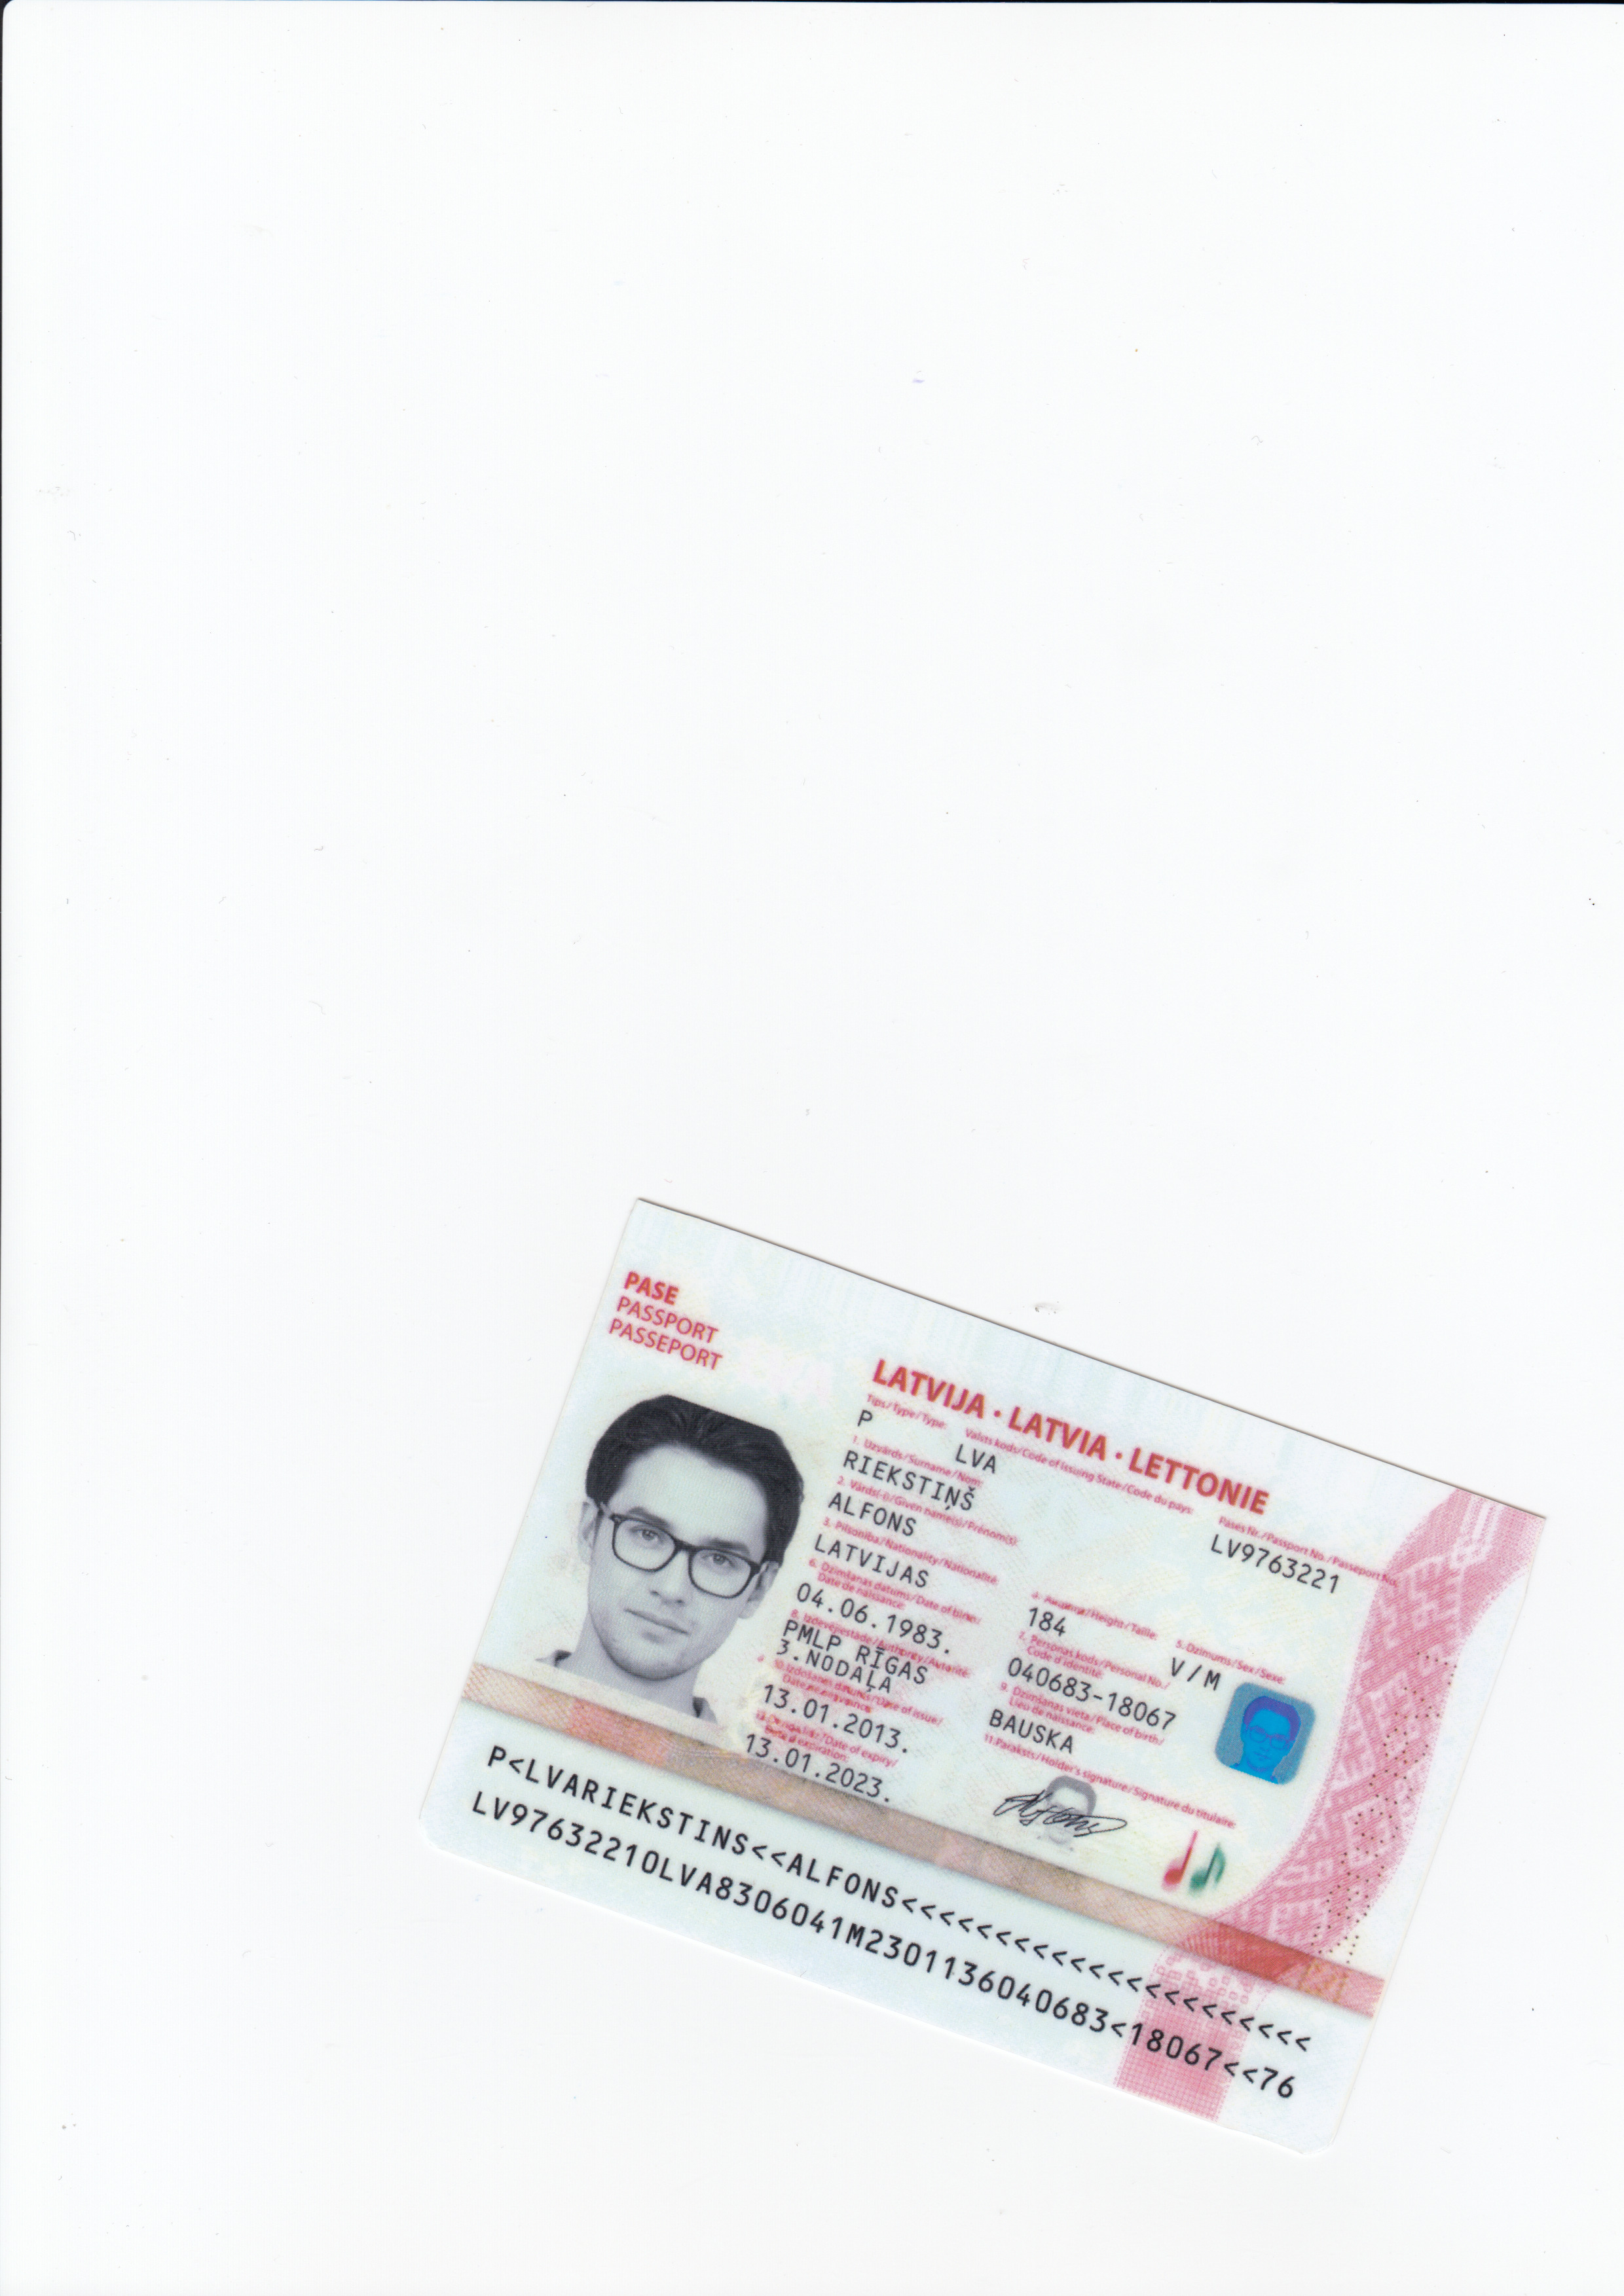 PASE
PASSPORT
PASSEPORT
LATVIJA · LATVIA · LETTONIE
Tips/Type/Type:
Valsts kods/Code of Issuing State/Code du pays:
Pases Nr./Passport No./Passeport No.
P
LVA
LV9763221
1. Uzvārds/Surname/Nom:
RIEKSTIŅŠ
2. Vārds(-i)/Given name(s)/Prénom(s):
ALFONS
3. Pilsonība/Nationality/Nationalité:
LATVIJAS
4. Augums/Height/Taille:
184
5. Dzimums/Sex/Sexe:
V/M
6. Dzimšanas datums/Date of birth/
Date de naissance:
04.06.1983.
7. Personas kods/Personal No./
Code d'identité:
040683-18067
8. Izdevējiestāde/Authority/Autorité:
PMLP RĪGAS
3.NODAĻA
9. Dzimšanas vieta/Place of birth/
Lieu de naissance:
BAUSKA
10. Izdošanas datums/Date of issue/
13.01.2013.
11. Paraksts/Holder's signature/Signature du titulaire:
Alfons
/Date of expiry/
Date d'expiration:
13.01.2023.
P<LVARIEKSTINS<<ALFONS<<<<<<<<<<<<<<<<<<<<<<
LV97632210LVA8306041M2301136040683<18067<<76